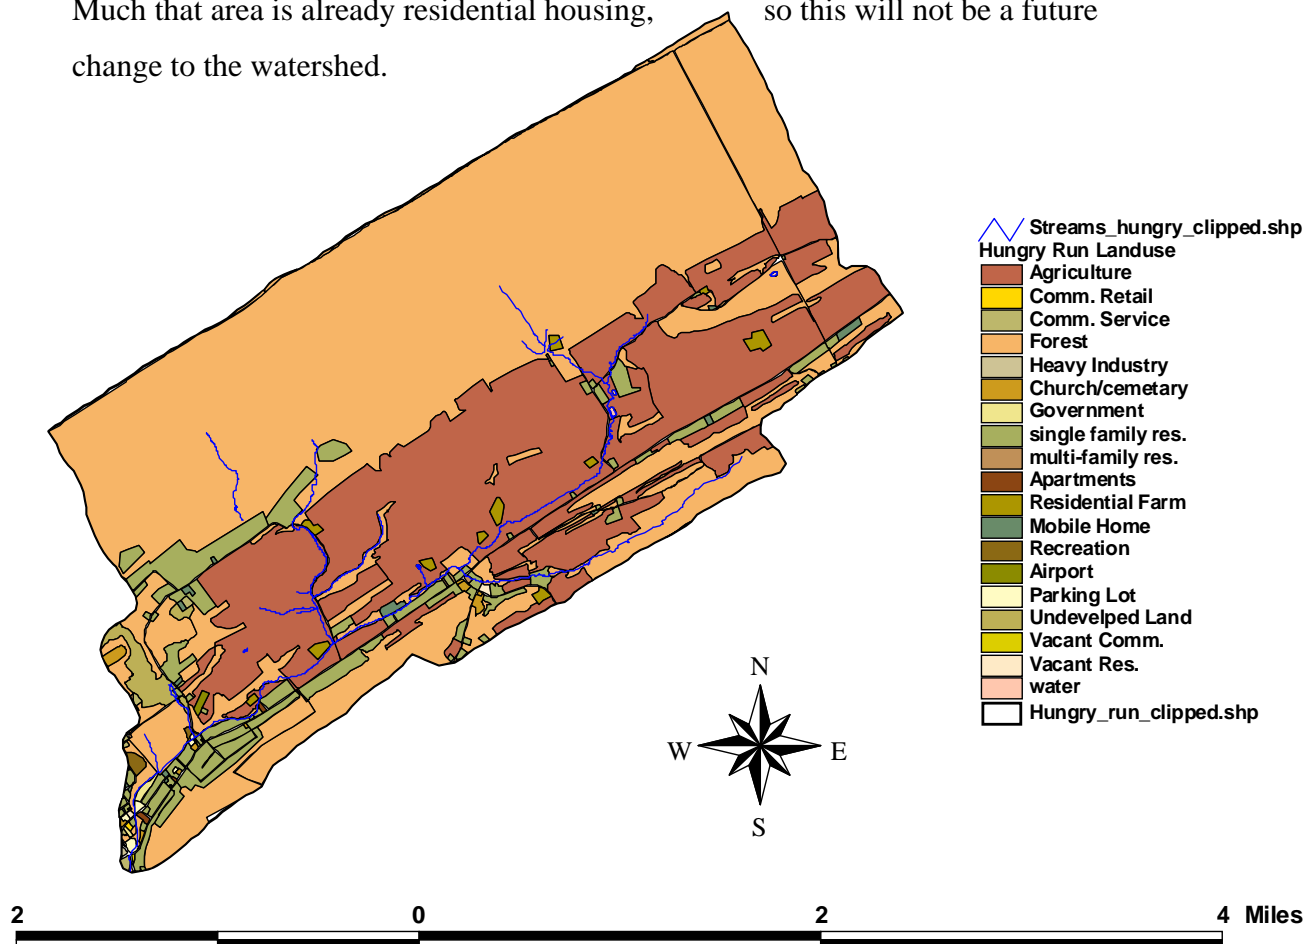 Much that area is already residential housing, so this will not be a future
change to the watershed.
Streams_hungry_clipped.shp
Hungry Run Landuse
Agriculture
Comm. Retail
Comm. Service
Forest
Heavy Industry
Church/cemetary
Government
single family res.
multi-family res.
Apartments
Residential Farm
Mobile Home
Recreation
Airport
Parking Lot
Undevelped Land
Vacant Comm.
Vacant Res.
water
Hungry_run_clipped.shp
N
W E
S
2 0 2 4 Miles